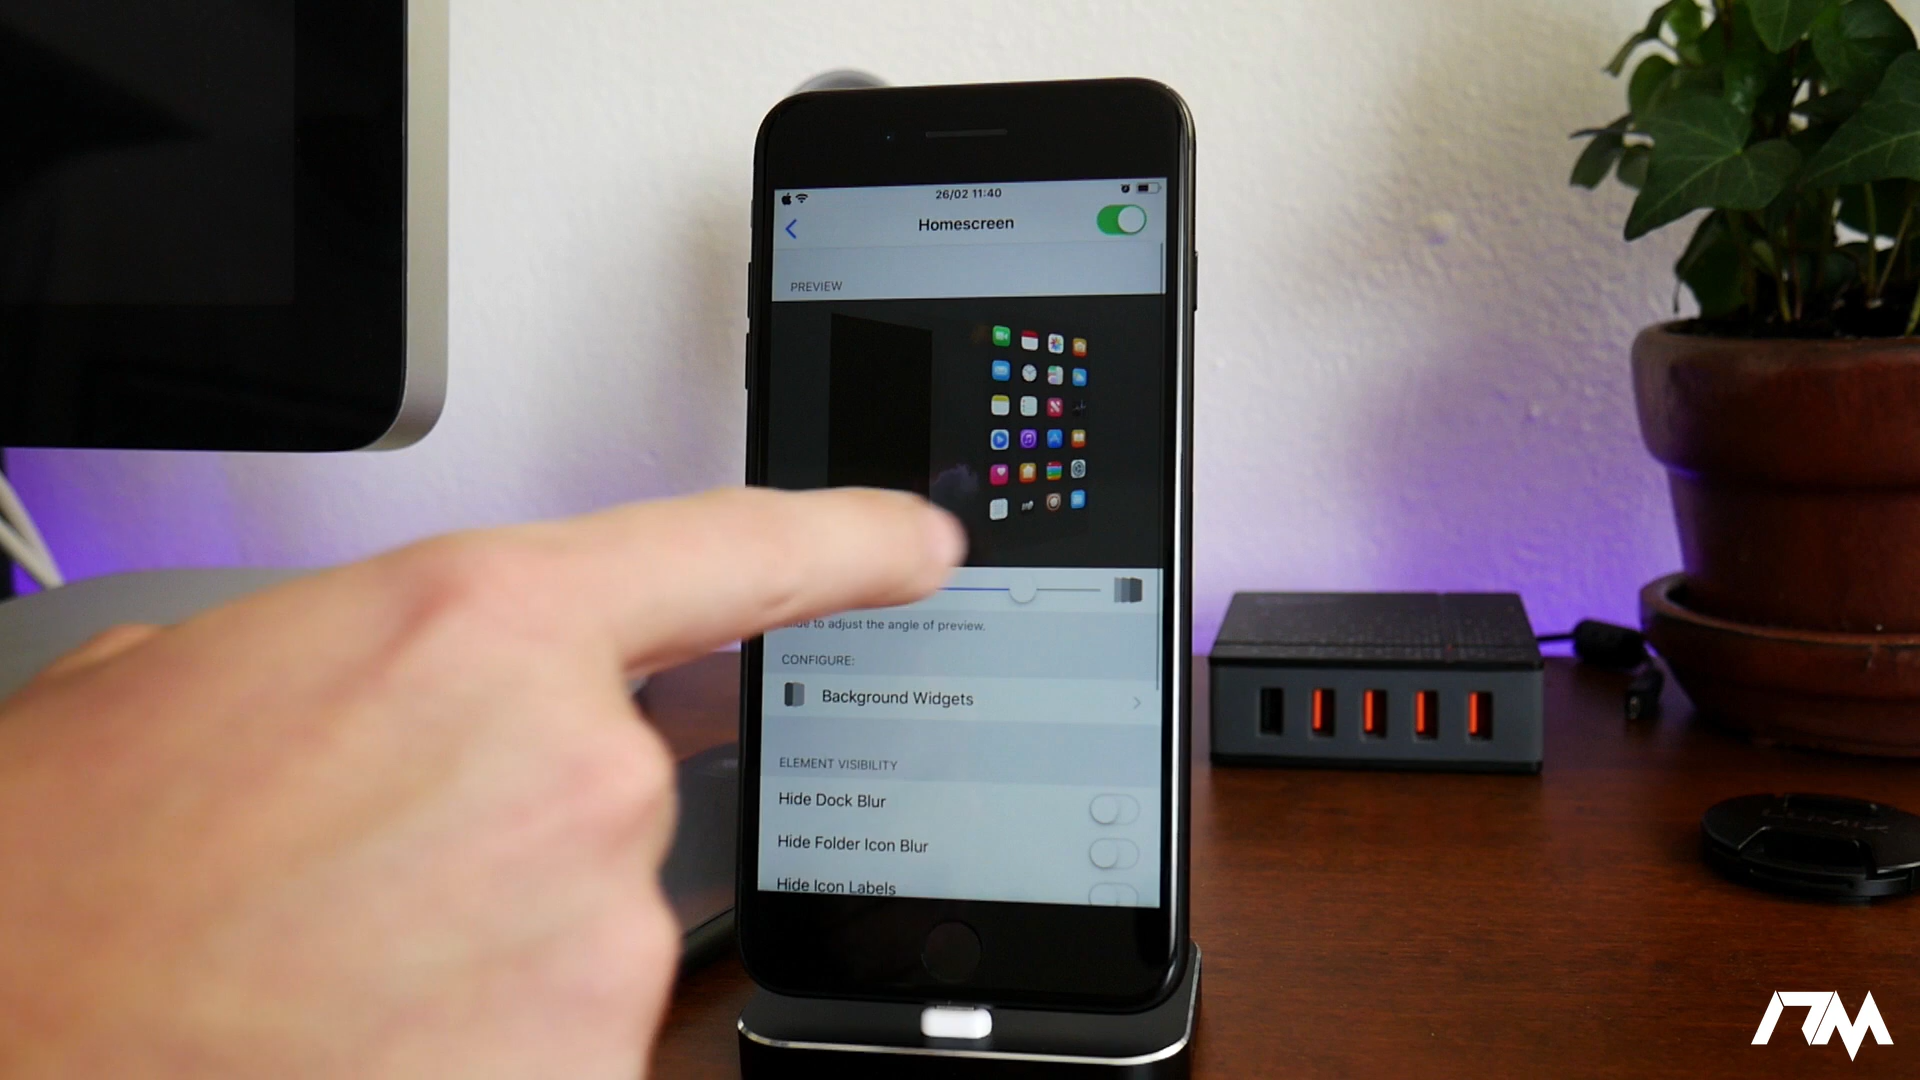 26/02 11:40
Homescreen
PREVIEW
to adjust the angle of preview.
CONFIGURE:
Background Widgets
ELEMENT VISIBILITY
Hide Dock Blur
Hide Folder Icon Blur
Hide Icon Labels
LUMIX